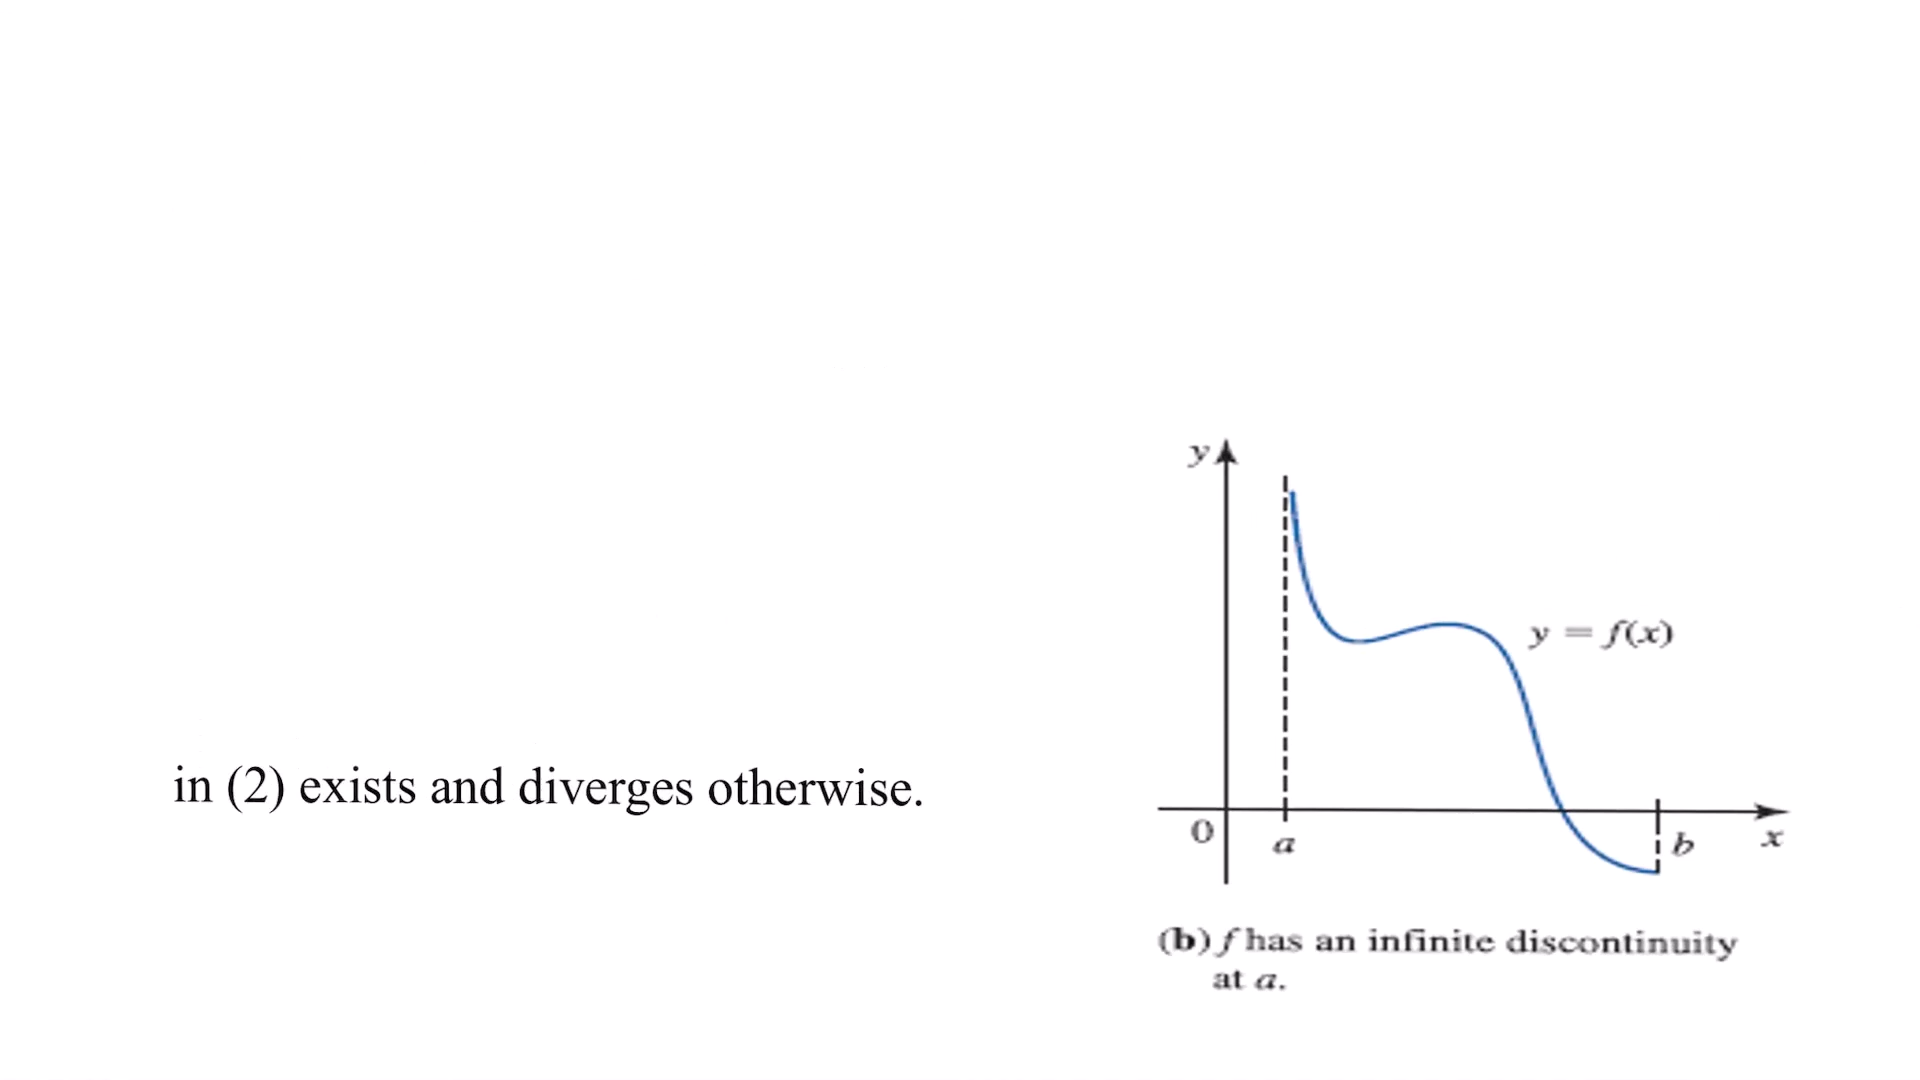 y
y = f(x)
in (2) exists and diverges otherwise.
0
a
b
x
(b) f has an infinite discontinuity
at a.